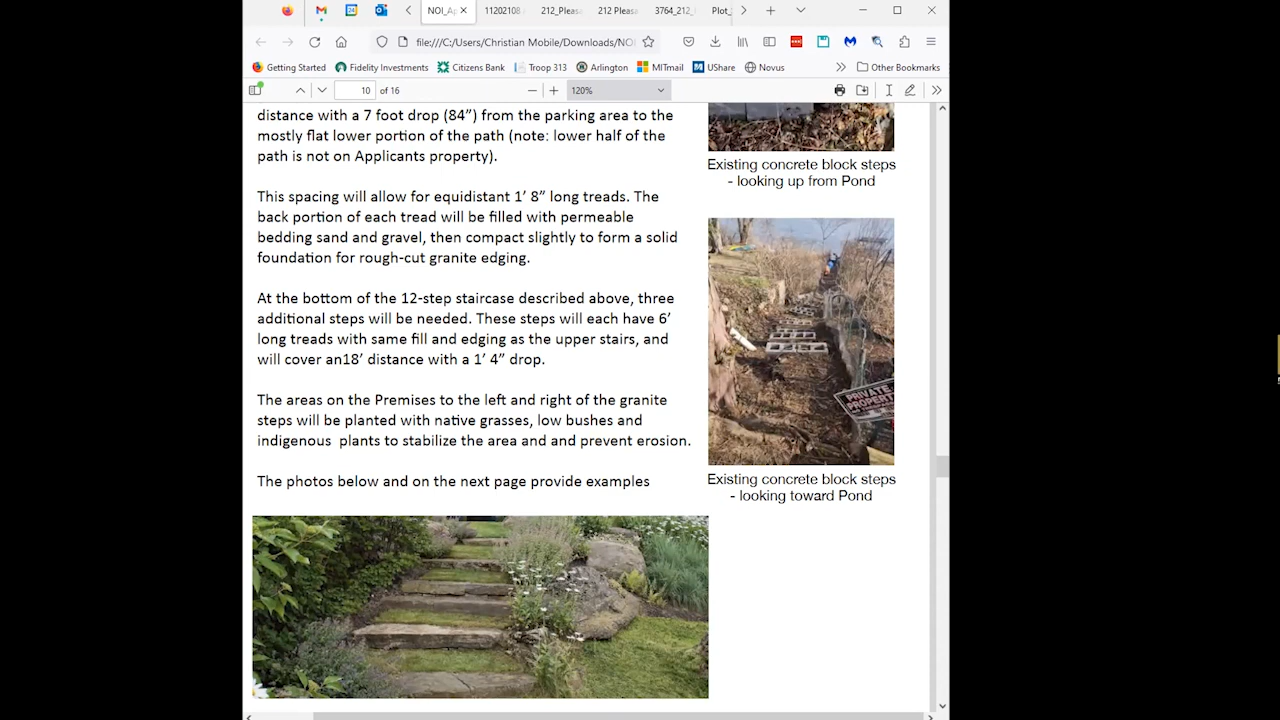 NOI_Ap
11202108.
212_Pleasa
212 Pleasa
3764_212_
Plot_
file:///C:/Users/Christian Mobile/Downloads/NOI
Getting Started
Fidelity Investments
Citizens Bank
Troop 313
Arlington
MITmail
UShare
Novus
Other Bookmarks
10 of 16
120%
distance with a 7 foot drop (84”) from the parking area to the
mostly flat lower portion of the path (note: lower half of the
path is not on Applicants property).
This spacing will allow for equidistant 1’ 8” long treads. The
back portion of each tread will be filled with permeable
bedding sand and gravel, then compact slightly to form a solid
foundation for rough-cut granite edging.
At the bottom of the 12-step staircase described above, three
additional steps will be needed. These steps will each have 6’
long treads with same fill and edging as the upper stairs, and
will cover an18’ distance with a 1’ 4” drop.
The areas on the Premises to the left and right of the granite
steps will be planted with native grasses, low bushes and
indigenous  plants to stabilize the area and and prevent erosion.
The photos below and on the next page provide examples
Existing concrete block steps
- looking up from Pond
PRIVATE
PROPERTY
Existing concrete block steps
- looking toward Pond